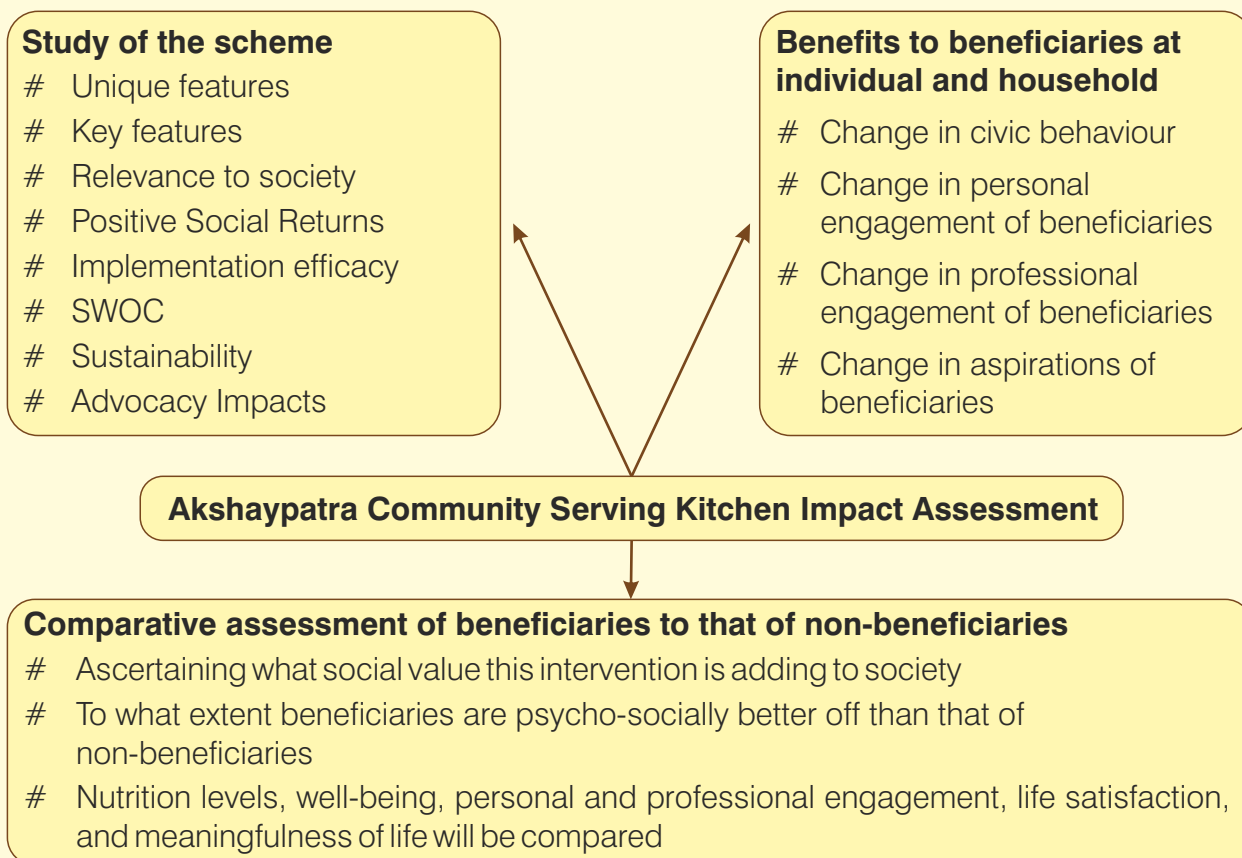 Study of the scheme
# Unique features
# Key features
# Relevance to society
# Positive Social Returns
# Implementation efficacy
# SWOC
# Sustainability
# Advocacy Impacts
Benefits to beneficiaries at
individual and household
# Change in civic behaviour
# Change in personal
engagement of beneficiaries
# Change in professional
engagement of beneficiaries
# Change in aspirations of
beneficiaries
Akshaypatra Community Serving Kitchen Impact Assessment
Comparative assessment of beneficiaries to that of non-beneficiaries
# Ascertaining what social value this intervention is adding to society
# To what extent beneficiaries are psycho-socially better off than that of
non-beneficiaries
# Nutrition levels, well-being, personal and professional engagement, life satisfaction,
and meaningfulness of life will be compared